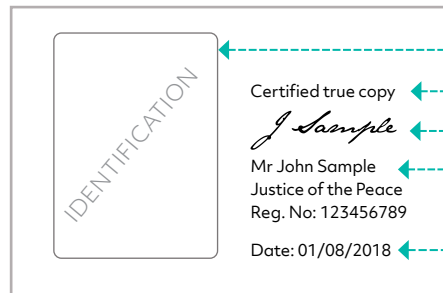 IDENTIFICATION
Certified true copy
J Sample
Mr John Sample
Justice of the Peace
Reg. No: 123456789
Date: 01/08/2018